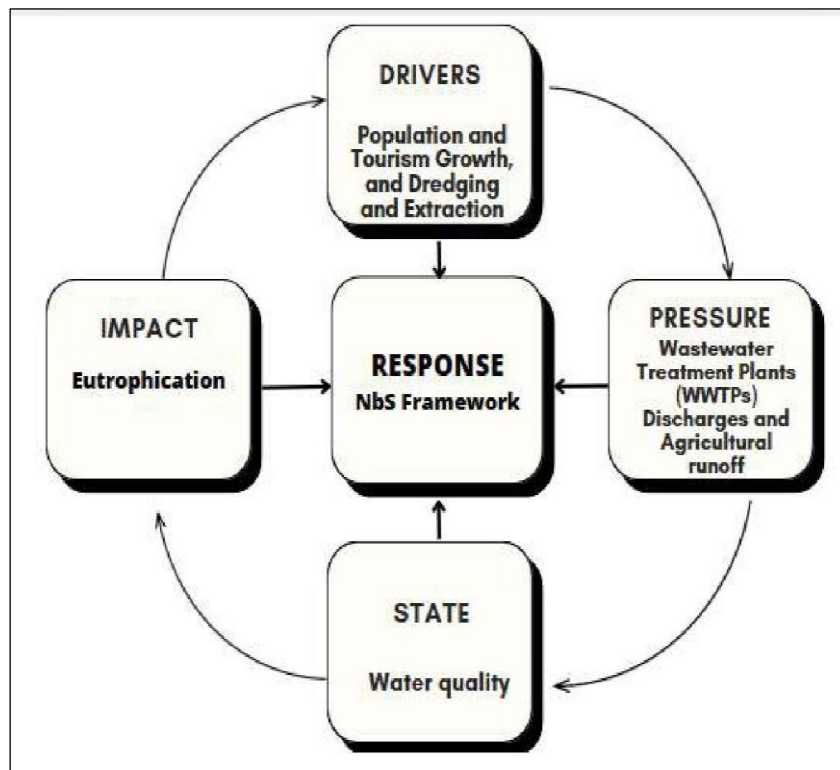 DRIVERS
Population and
Tourism Growth,
and Dredging
and Extraction
IMPACT
Eutrophication
RESPONSE
NbS Framework
PRESSURE
Wastewater
Treatment Plants
(WWTPs)
Discharges and
Agricultural
runoff
STATE
Water quality